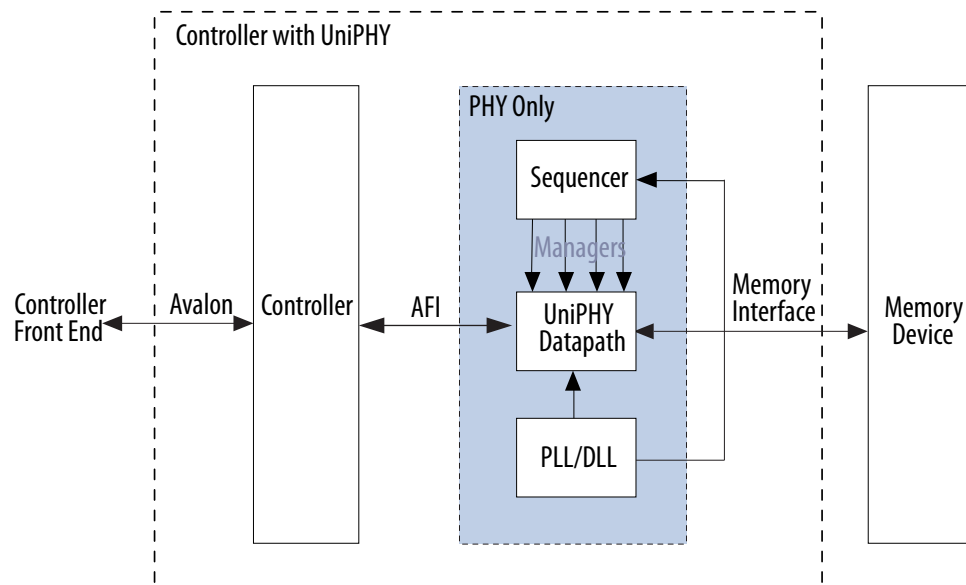 Controller with UniPHY
PHY Only
Sequencer
Managers
Controller
Front End
Avalon
Controller
AFI
UniPHY
Datapath
Memory
Interface
Memory
Device
PLL/DLL